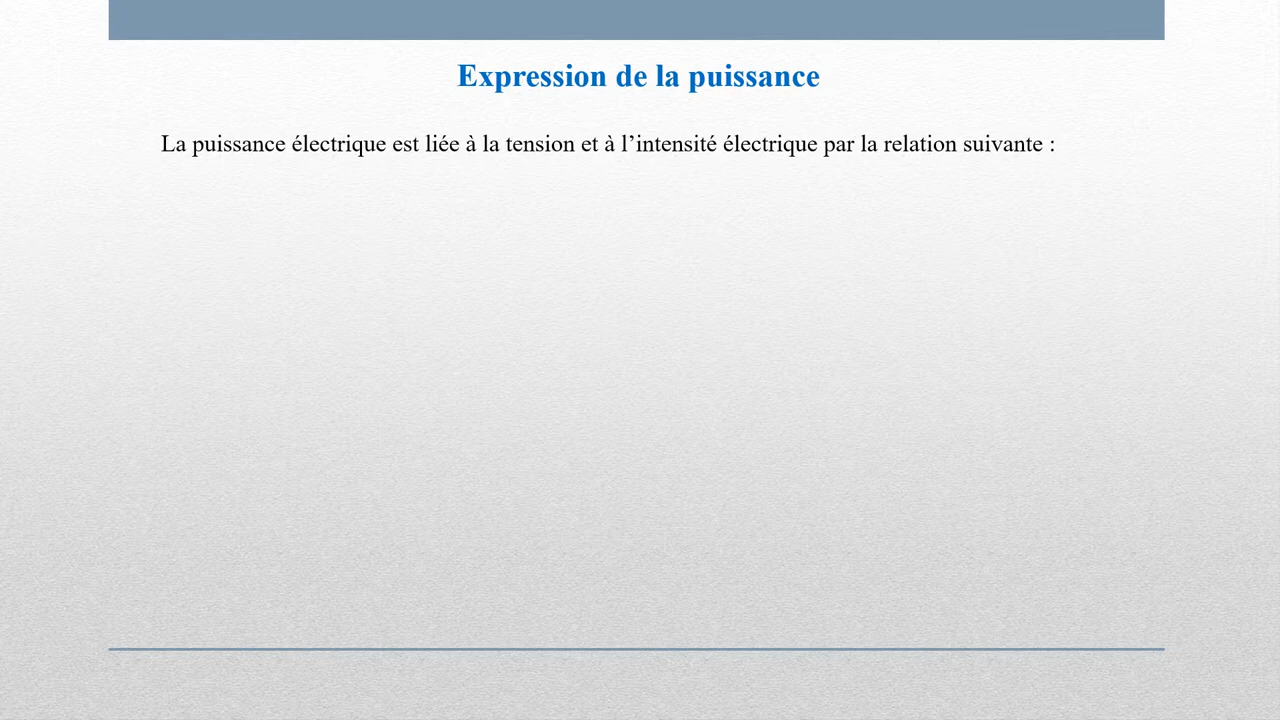 Expression de la puissance
La puissance électrique est liée à la tension et à l’intensité électrique par la relation suivante :